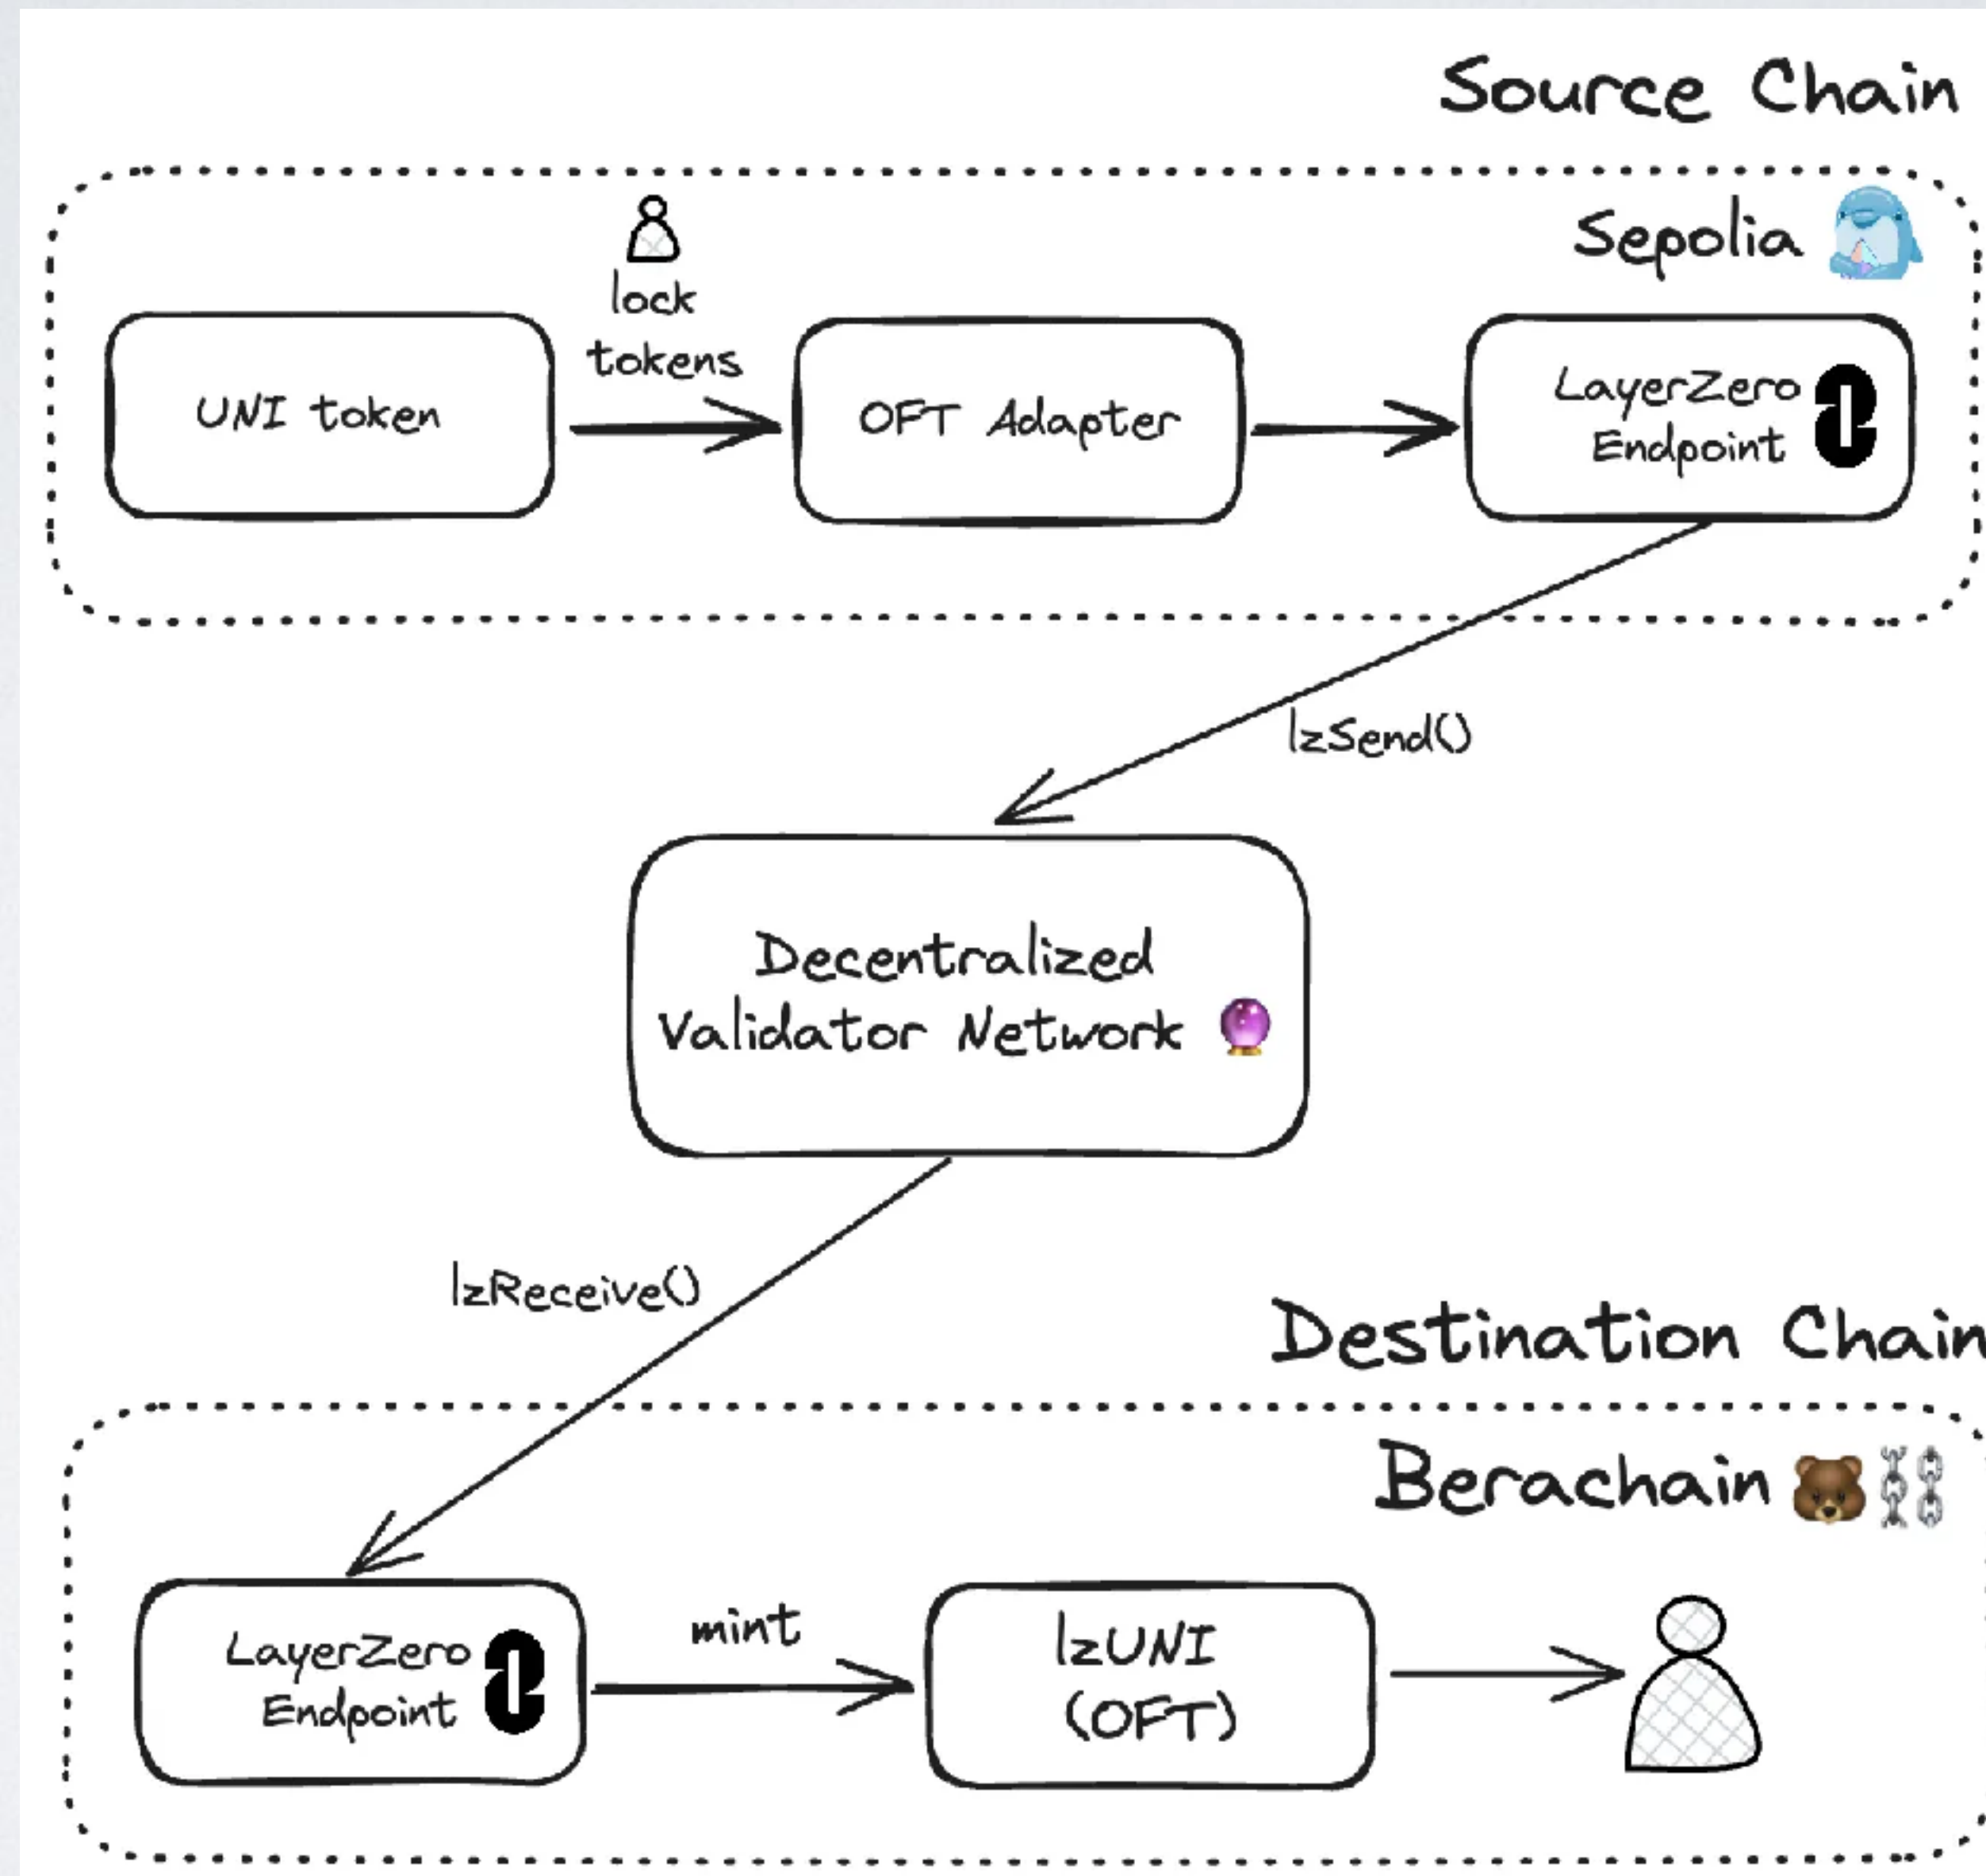 Source Chain
Sepolia
lock
tokens
UNI token
OFT Adapter
LayerZero
Endpoint
lzSend()
Decentralized
Validator Network
lzReceive()
Destination Chain
Berachain
LayerZero
Endpoint
mint
lzUNI
(OFT)